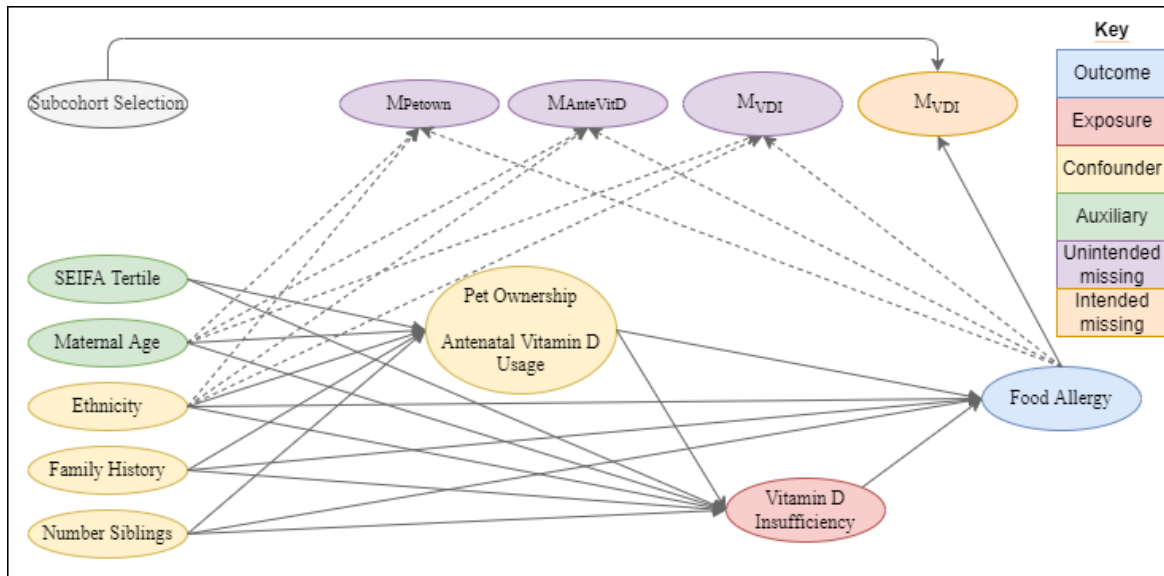 Key
Outcome
Exposure
Confounder
Auxiliary
Unintended
missing
Intended
missing
Subcohort Selection
MPetown
MAnteVitD
MVDI
MVDI
SEIFA Tertile
Maternal Age
Ethnicity
Family History
Number Siblings
Pet Ownership
Antenatal Vitamin D
Usage
Food Allergy
Vitamin D
Insufficiency